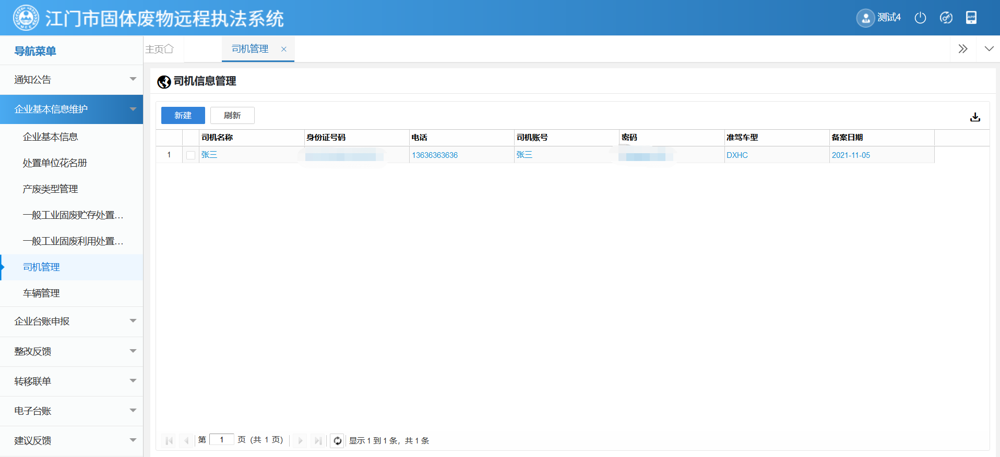 江门市固体废物远程执法系统
测试4
APP
导航菜单
主页
司机管理
通知公告
企业基本信息维护
企业基本信息
处置单位花名册
产废类型管理
一般工业固废贮存处置...
一般工业固废利用处置...
司机管理
车辆管理
企业台账申报
整改反馈
转移联单
电子台账
建议反馈
司机信息管理
新建 刷新
司机名称 身份证号码 电话 司机账号 密码 准驾车型 备案日期
1 张三 13636363636 张三 DXHC 2021-11-05
第 1 页 (共 1 页) 显示 1 到 1 条，共 1 条